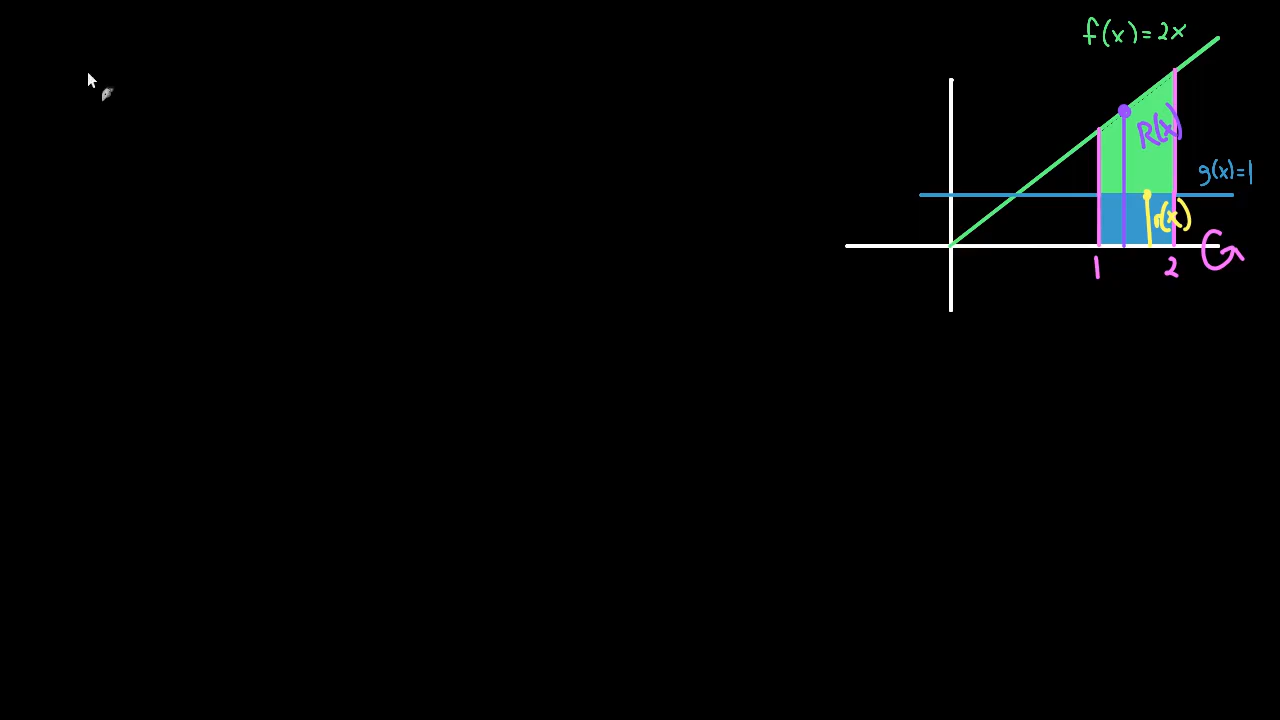 f(x) = 2x
R(x)
g(x)=1
r(x)
1
2